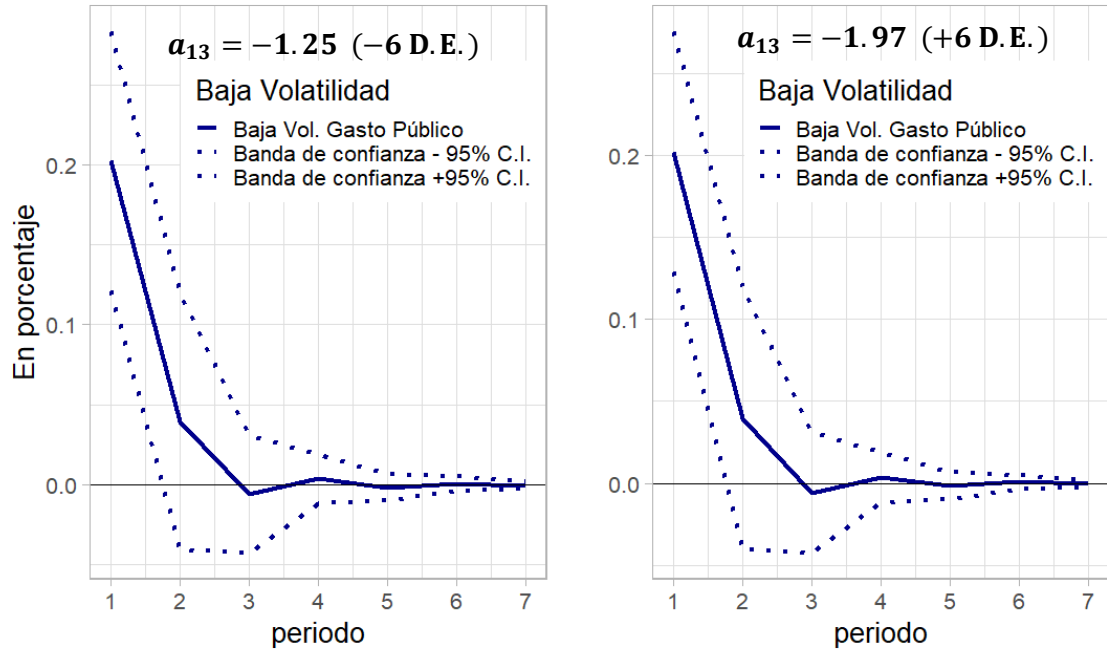 a₁₃ = −1.25 (−6 D.E.)
Baja Volatilidad
Baja Vol. Gasto Público
Banda de confianza - 95% C.I.
Banda de confianza +95% C.I.
En porcentaje
0.2
0.1
0.0
1 2 3 4 5 6 7
periodo
a₁₃ = −1.97 (+6 D.E.)
Baja Volatilidad
Baja Vol. Gasto Público
Banda de confianza - 95% C.I.
Banda de confianza +95% C.I.
0.2
0.1
0.0
1 2 3 4 5 6 7
periodo